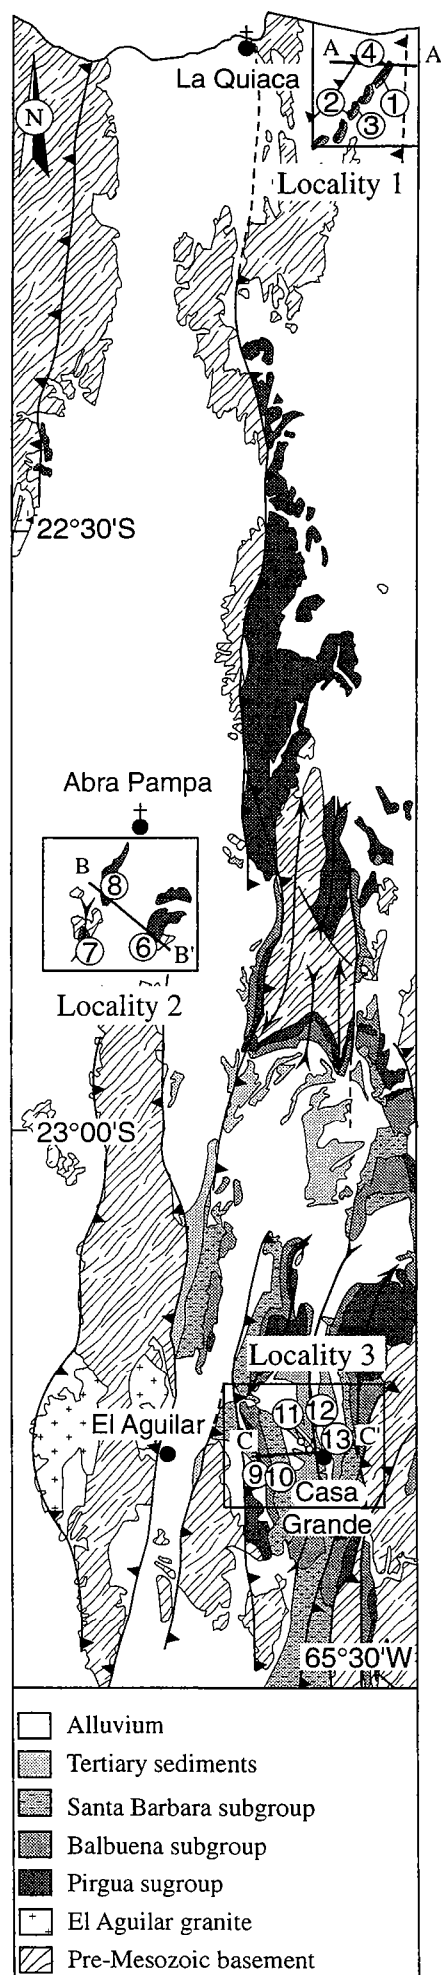 La Quiaca
A
4
A
N
2
1
3
Locality 1
22°30'S
Abra Pampa
B
8
7
6
B'
Locality 2
23°00'S
Locality 3
El Aguilar
11
12
C
13
C'
9
10
Casa
Grande
65°30'W
Alluvium
Tertiary sediments
Santa Barbara subgroup
Balbuena subgroup
Pirgua sugroup
El Aguilar granite
Pre-Mesozoic basement